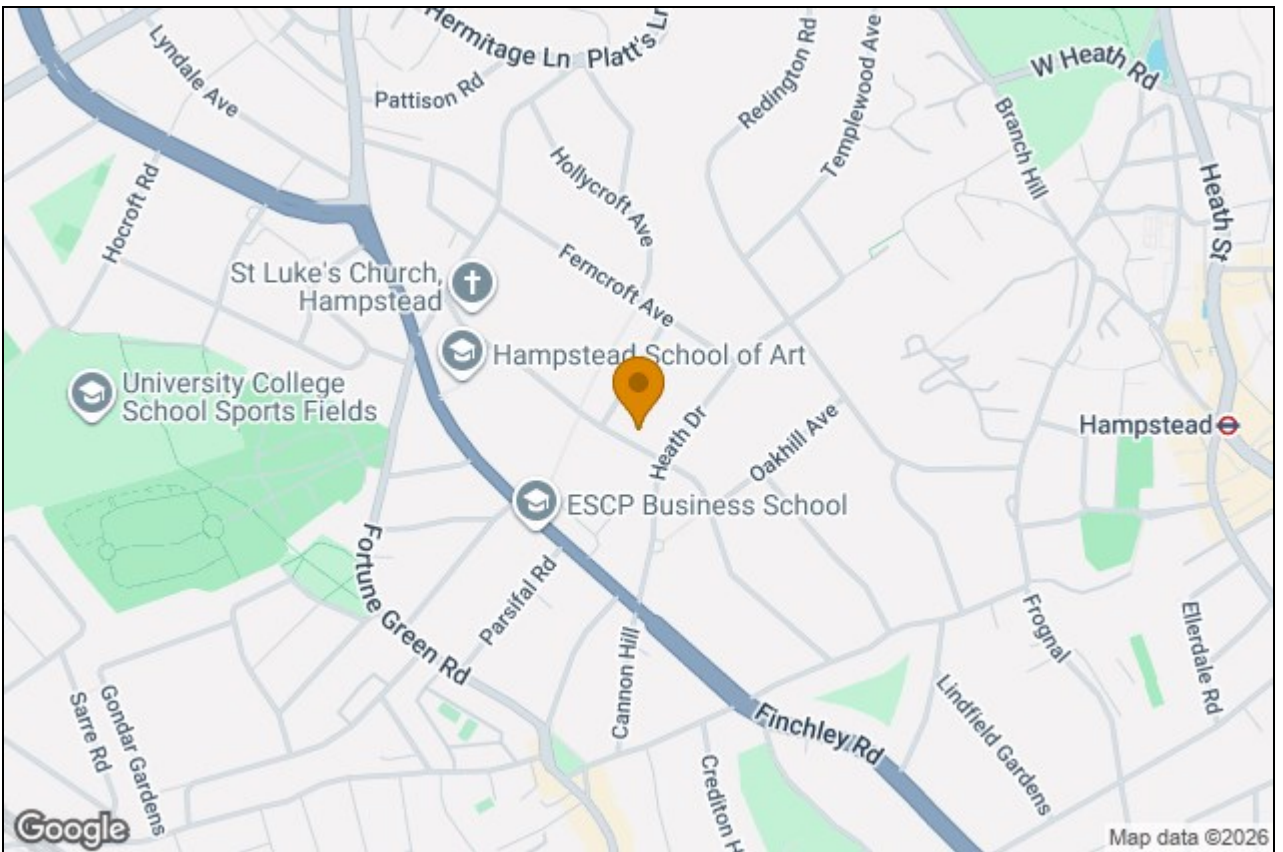 Hermitage Ln
Platt's Ln
Redington Rd
Templewood Ave
W Heath Rd
Lyndale Ave
Pattison Rd
Branch Hill
Heath St
Hollycroft Ave
Hocroft Rd
Ferncroft Ave
St Luke's Church,
Hampstead
Hampstead School of Art
University College
School Sports Fields
Heath Dr
Oakhill Ave
Hampstead
ESCP Business School
Fortune Green Rd
Parsifal Rd
Cannon Hill
Frognal
Ellerdale Rd
Sarre Rd
Gondar Gardens
Finchley Rd
Lindfield Gardens
Crediton H
Google
Map data ©2026